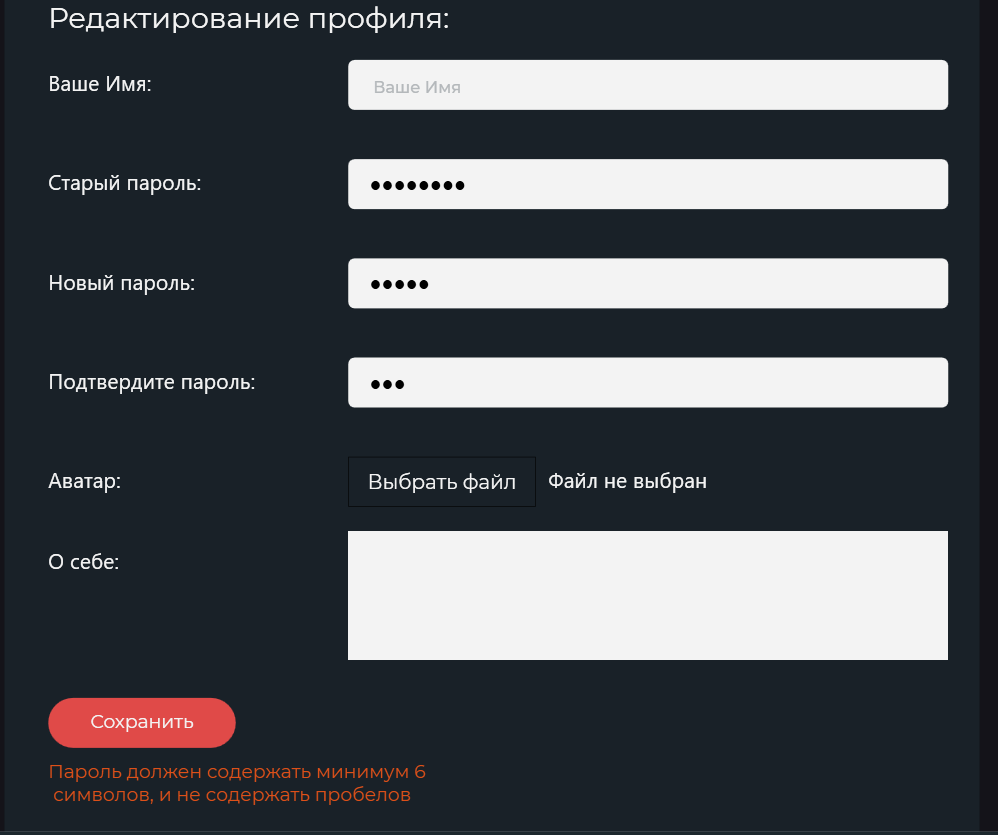 Редактирование профиля:
Ваше Имя:
Ваше Имя
Старый пароль:
••••••••
Новый пароль:
•••••
Подтвердите пароль:
•••
Аватар:
Выбрать файл Файл не выбран
О себе:
Сохранить
Пароль должен содержать минимум 6
символов, и не содержать пробелов